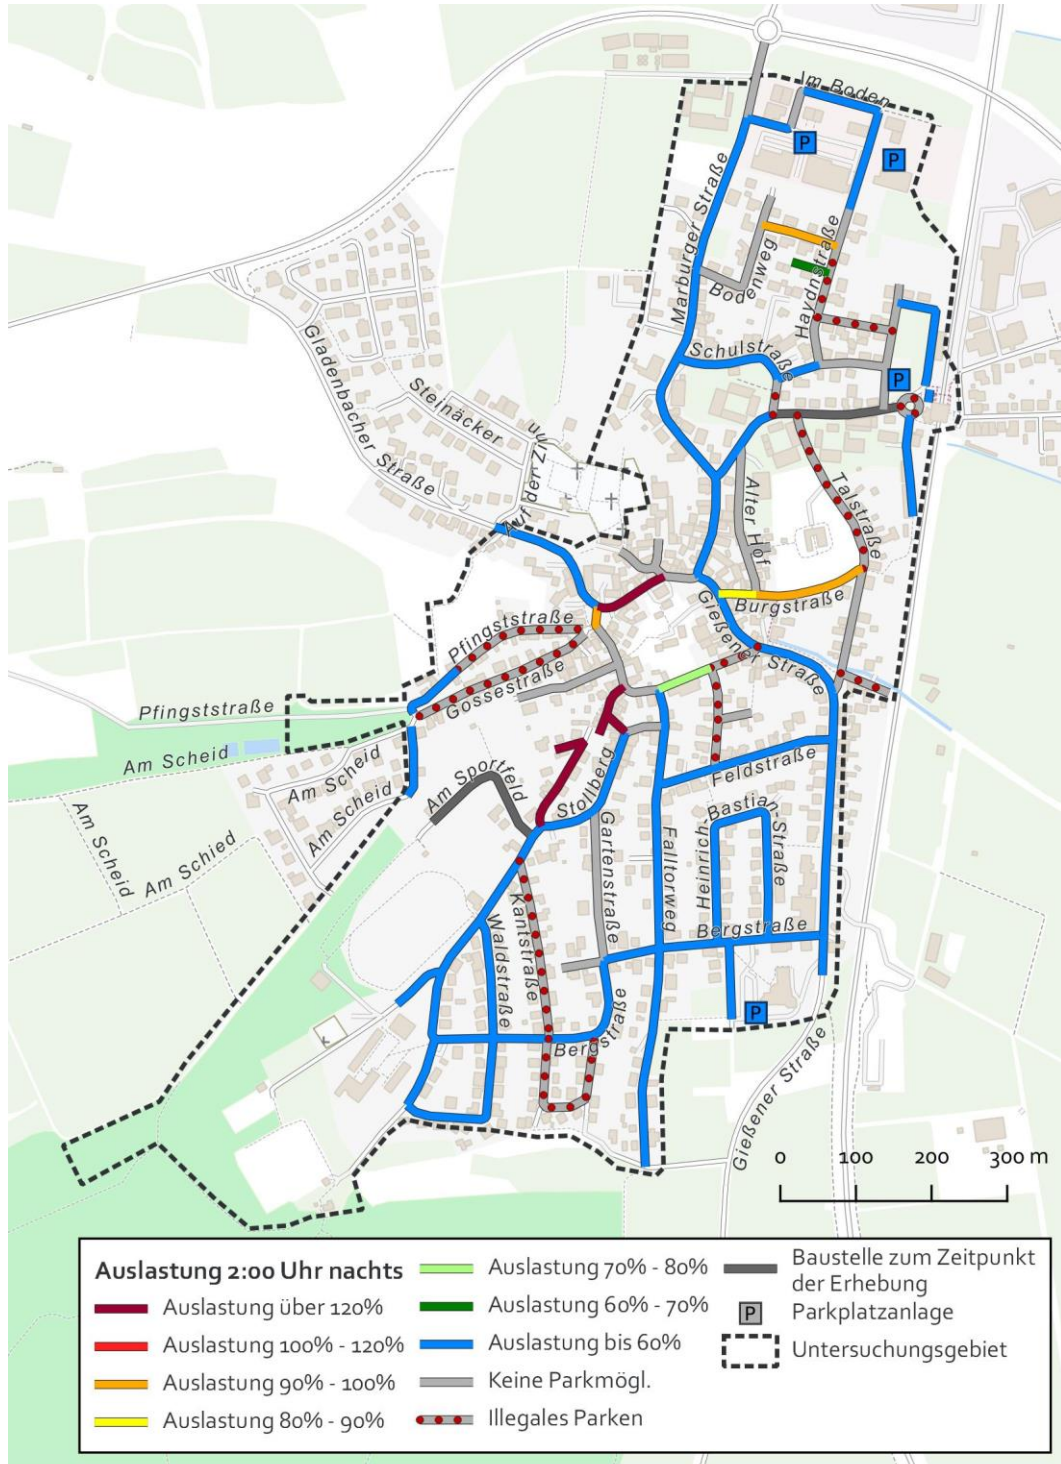 Im Boden
P
P
Marburger Straße
Bodenweg
Haydnstraße
Schulstraße
P
Gladenbacher Straße
Steinäcker
Auf der Ziunn
Alter Hof
Talstraße
Burgstraße
Gießener Straße
Pfingststraße
Gossestraße
Pfingststraße
Am Scheid
Am Scheid
Am Scheid
Am Scheid
Am Schied
Am Sportfeld
Stollberg
Feldstraße
Heinrich-
Bastian-
Straße
Gartenstraße
Falltorweg
Kantstraße
Waldstraße
Bergstraße
Bergstraße
P
Gießener Straße
0 100 200 300 m
Auslastung 2:00 Uhr nachts
Auslastung über 120%
Auslastung 100% - 120%
Auslastung 90% - 100%
Auslastung 80% - 90%
Auslastung 70% - 80%
Auslastung 60% - 70%
Auslastung bis 60%
Keine Parkmögl.
Illegales Parken
Baustelle zum Zeitpunkt
der Erhebung
P Parkplatzanlage
Untersuchungsgebiet